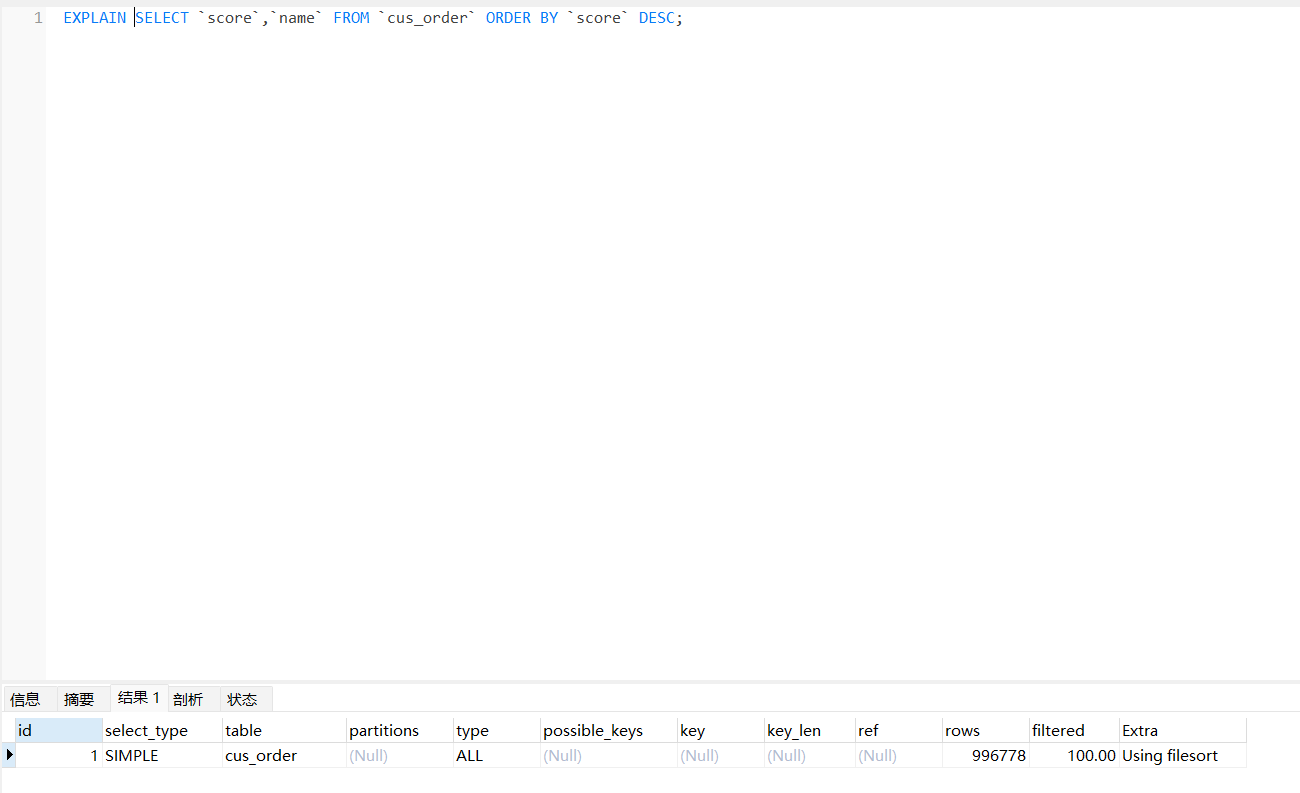 1 EXPLAIN SELECT `score`,`name` FROM `cus_order` ORDER BY `score` DESC;
信息 摘要 结果 1 剖析 状态
id select_type table partitions type possible_keys key key_len ref rows filtered Extra
1 SIMPLE cus_order (Null) ALL (Null) (Null) (Null) (Null) 996778 100.00 Using filesort